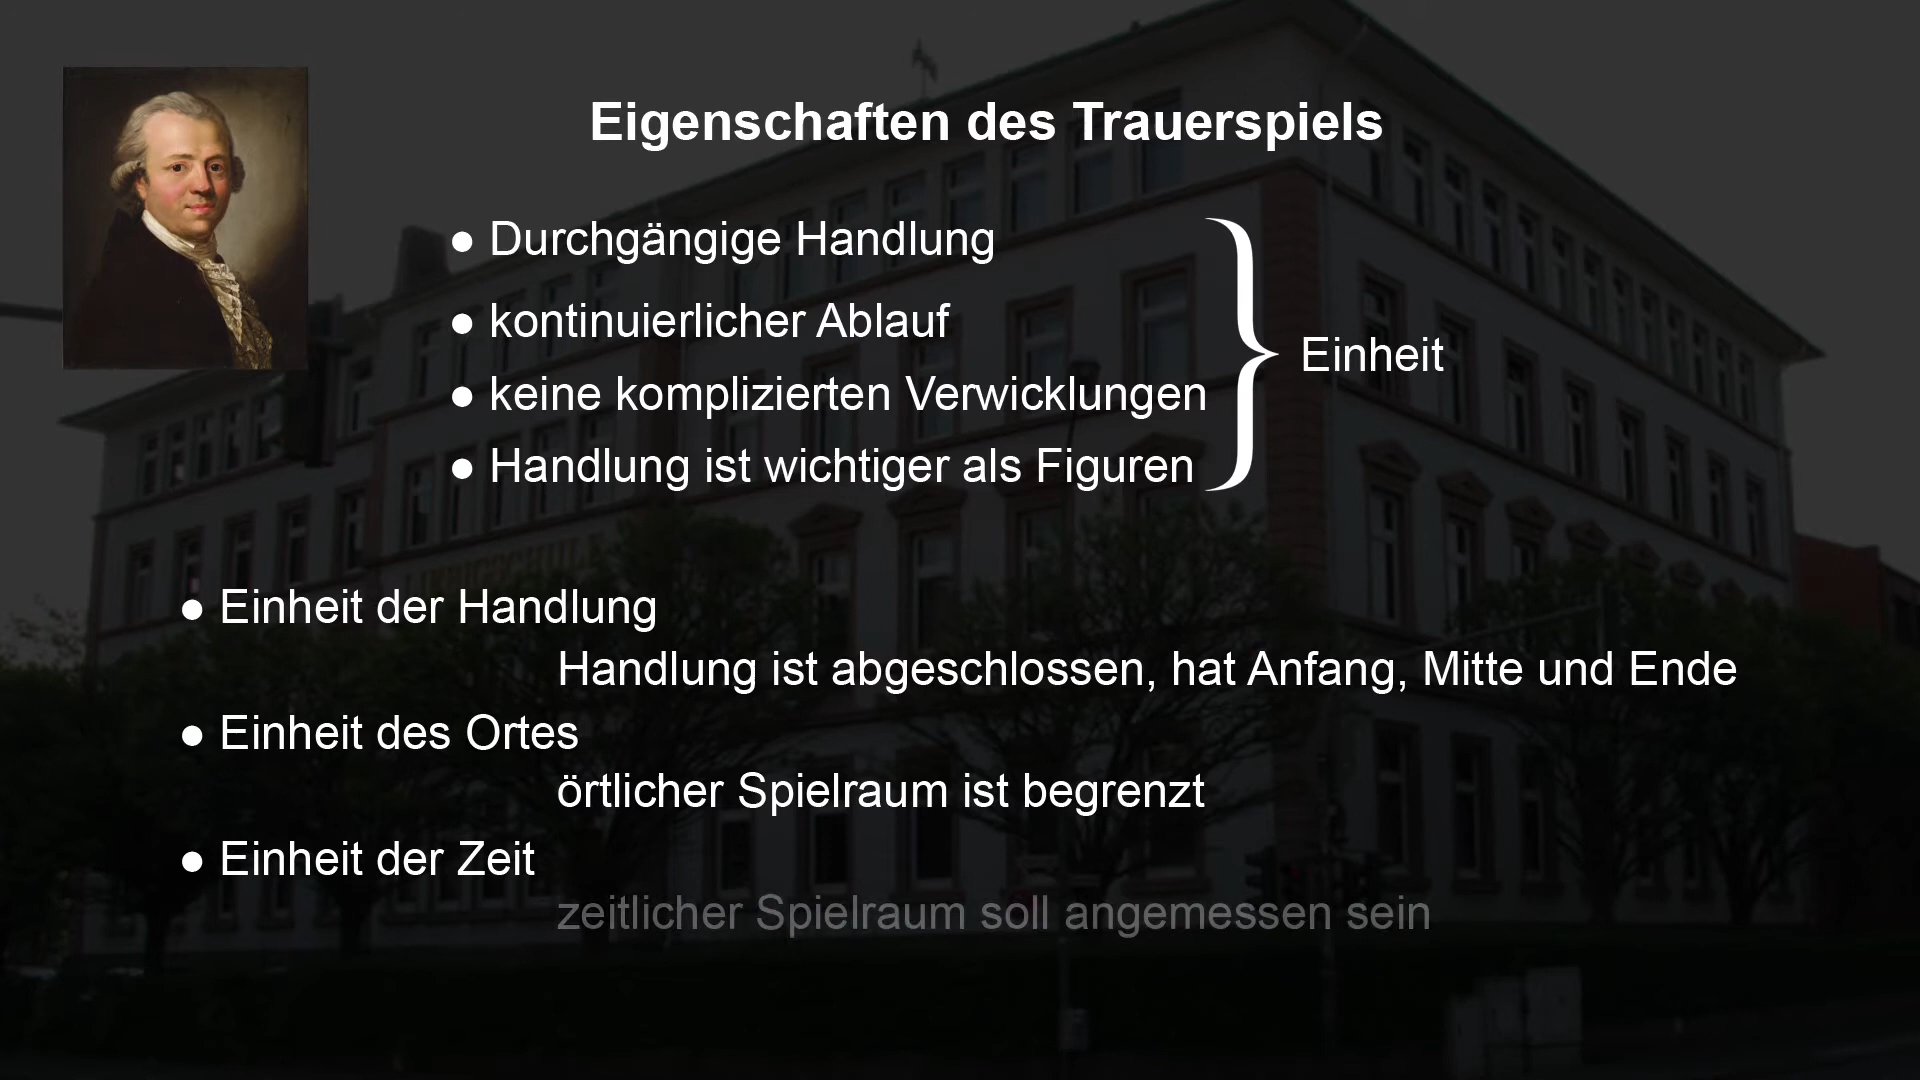 Eigenschaften des Trauerspiels
● Durchgängige Handlung
● kontinuierlicher Ablauf
● keine komplizierten Verwicklungen
● Handlung ist wichtiger als Figuren
Einheit
● Einheit der Handlung
Handlung ist abgeschlossen, hat Anfang, Mitte und Ende
● Einheit des Ortes
örtlicher Spielraum ist begrenzt
● Einheit der Zeit
zeitlicher Spielraum soll angemessen sein